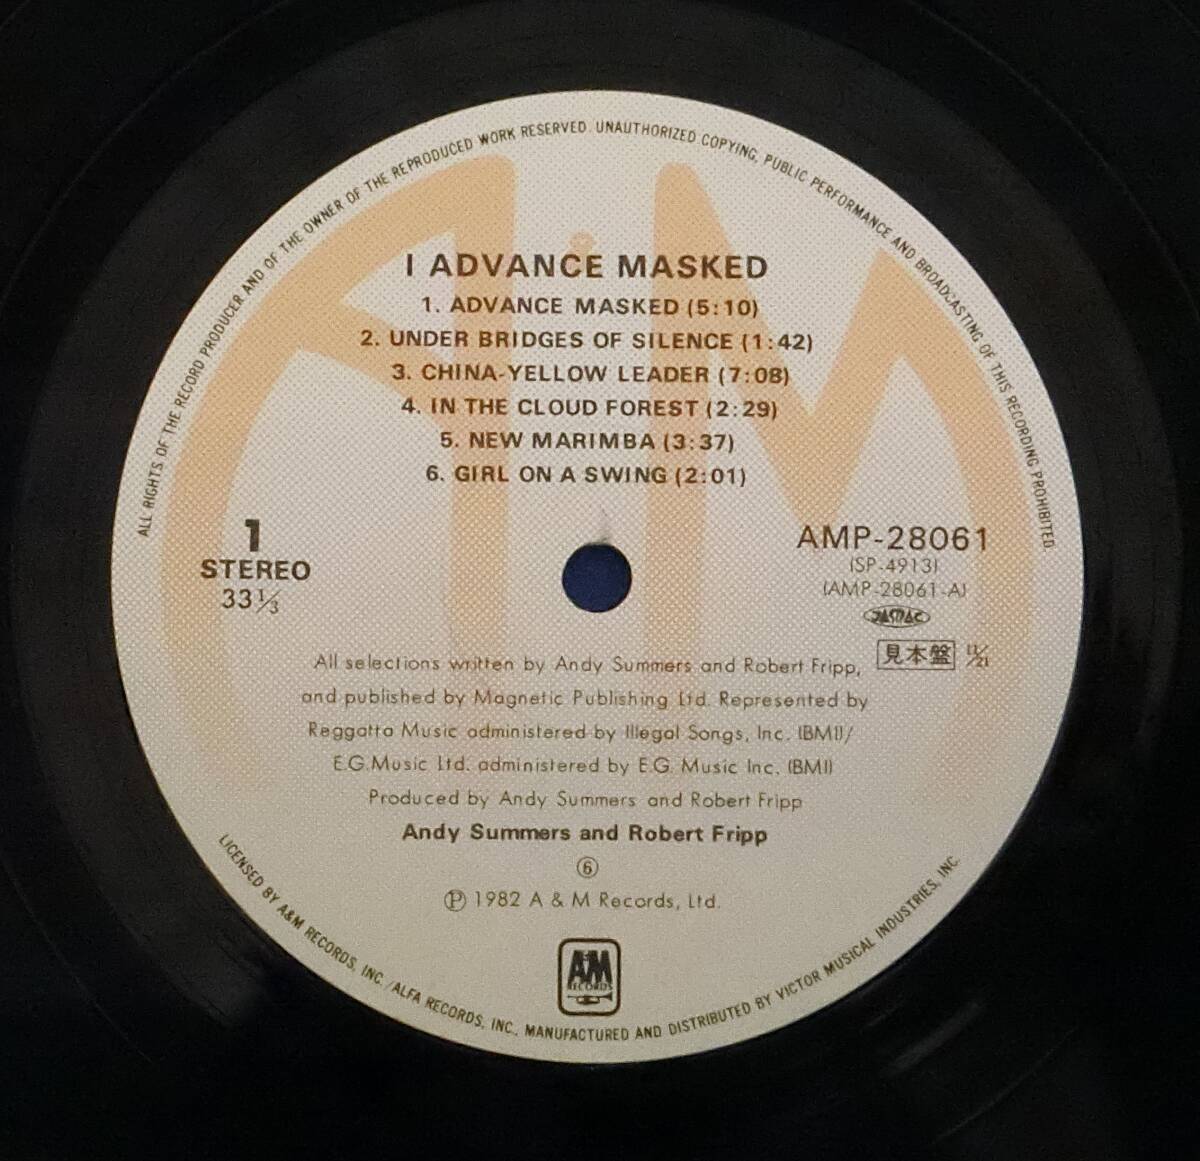 ALL RIGHTS OF THE RECORD PRODUCER AND OF THE OWNER OF THE REPRODUCED WORK RESERVED. UNAUTHORIZED COPYING, PUBLIC PERFORMANCE AND BROADCASTING OF THIS RECORDING PROHIBITED.
I ADVANCE MASKED
1. ADVANCE MASKED (5:10)
2. UNDER BRIDGES OF SILENCE (1:42)
3. CHINA-YELLOW LEADER (7:08)
4. IN THE CLOUD FOREST (2:29)
5. NEW MARIMBA (3:37)
6. GIRL ON A SWING (2:01)
1
STEREO
33⅓
AMP-28061
(SP-4913)
(AMP-28061-A)
JASRAC
見本盤 11/21
All selections written by Andy Summers and Robert Fripp,
and published by Magnetic Publishing Ltd. Represented by
Reggatta Music administered by Illegal Songs, Inc. (BMI)/
E.G.Music Ltd. administered by E.G. Music Inc. (BMI)
Produced by Andy Summers and Robert Fripp
Andy Summers and Robert Fripp
⑥
℗ 1982 A & M Records, Ltd.
A&M
RECORDS
LICENSED BY A&M RECORDS, INC./ALFA RECORDS, INC., MANUFACTURED AND DISTRIBUTED BY VICTOR MUSICAL INDUSTRIES, INC.